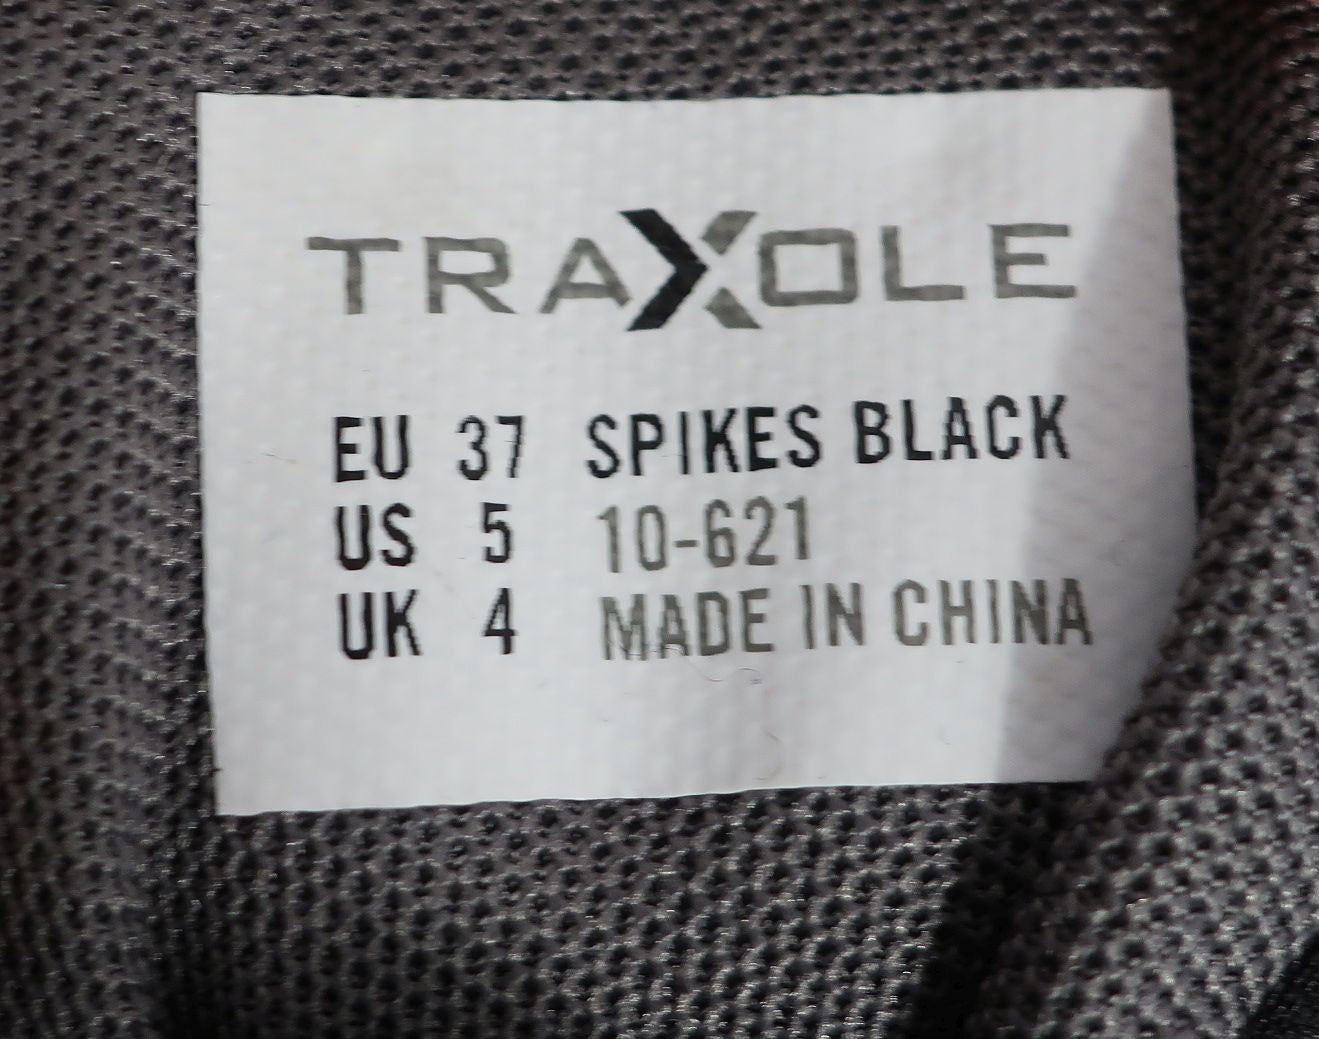 TRAXOLE
EU 37 SPIKES BLACK
US 5 10-621
UK 4 MADE IN CHINA